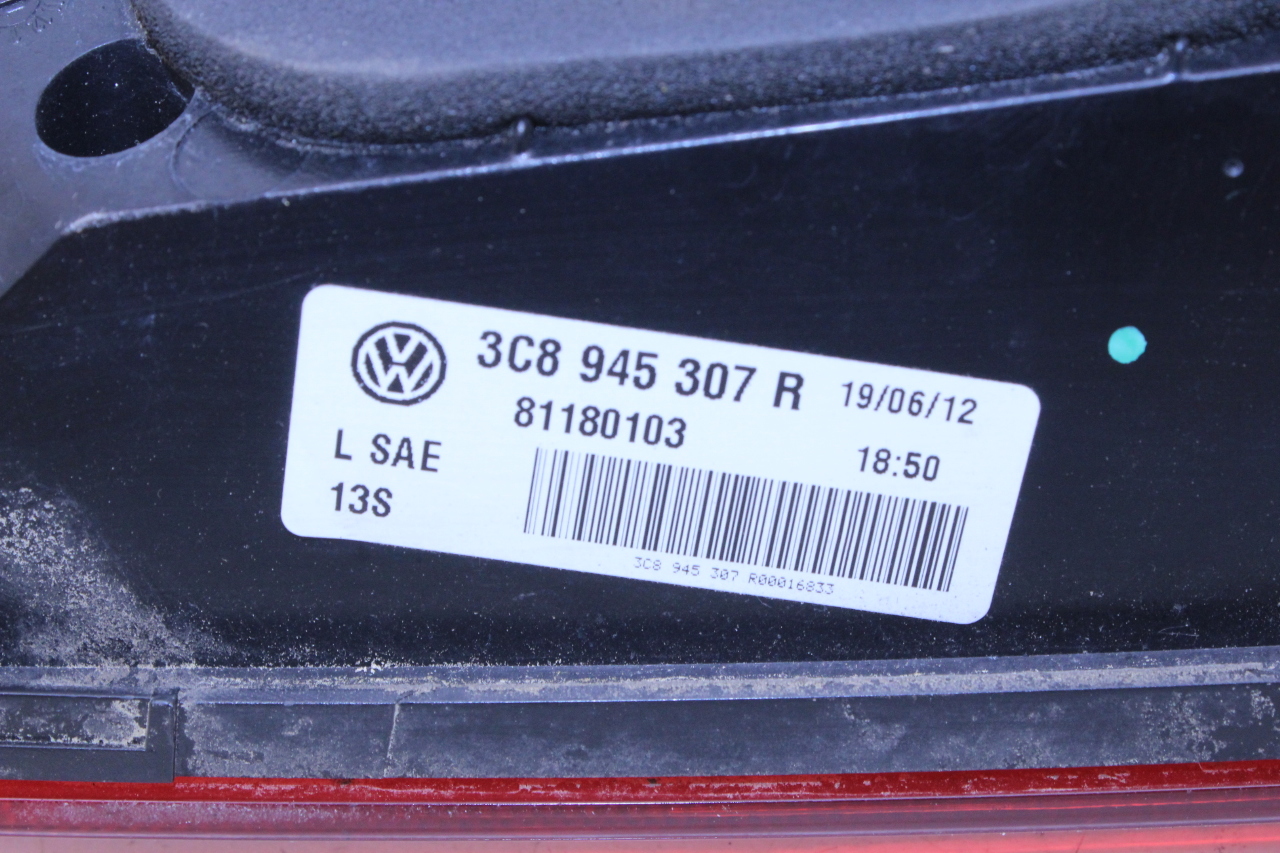 3C8 945 307 R 19/06/12
81180103 18:50
L SAE
13S
3C8 945 307 R00016833